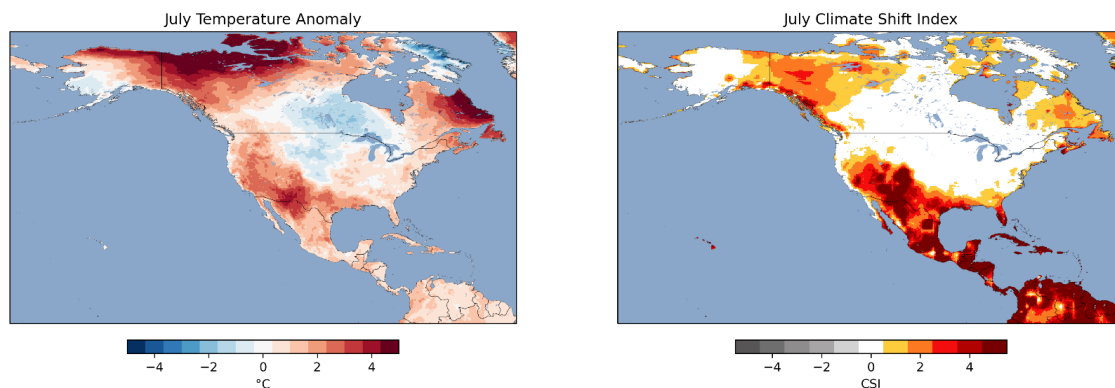 July Temperature Anomaly
July Climate Shift Index
−4 −2 0 2 4
°C
−4 −2 0 2 4
CSI